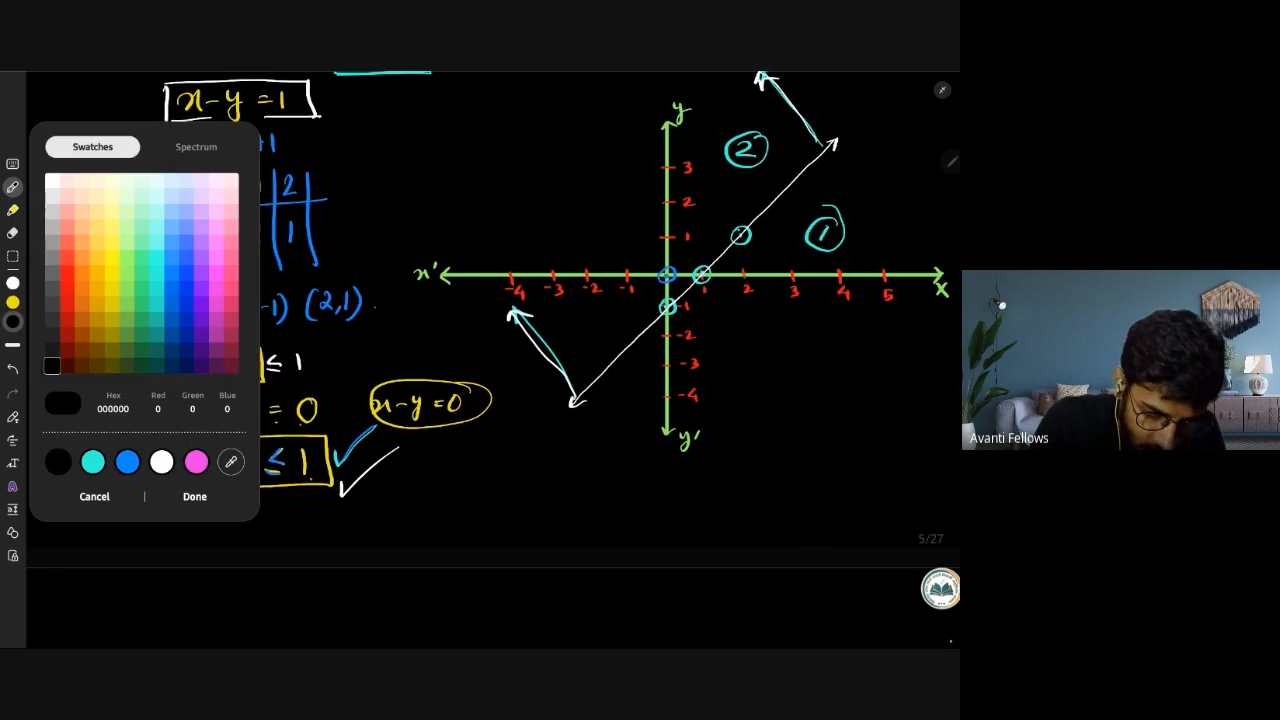 x-y=1
Swatches Spectrum
+1
2
1
-1) (2,1).
≤ 1
= 0
x-y=0
≤ 1
Hex Red Green Blue
000000 0 0 0
Cancel | Done
y
3
2
1
2
1
x' -4 -3 -2 -1 1 2 3 4 5 x
-1
-2
-3
-4
y'
5/27
Avanti Fellows